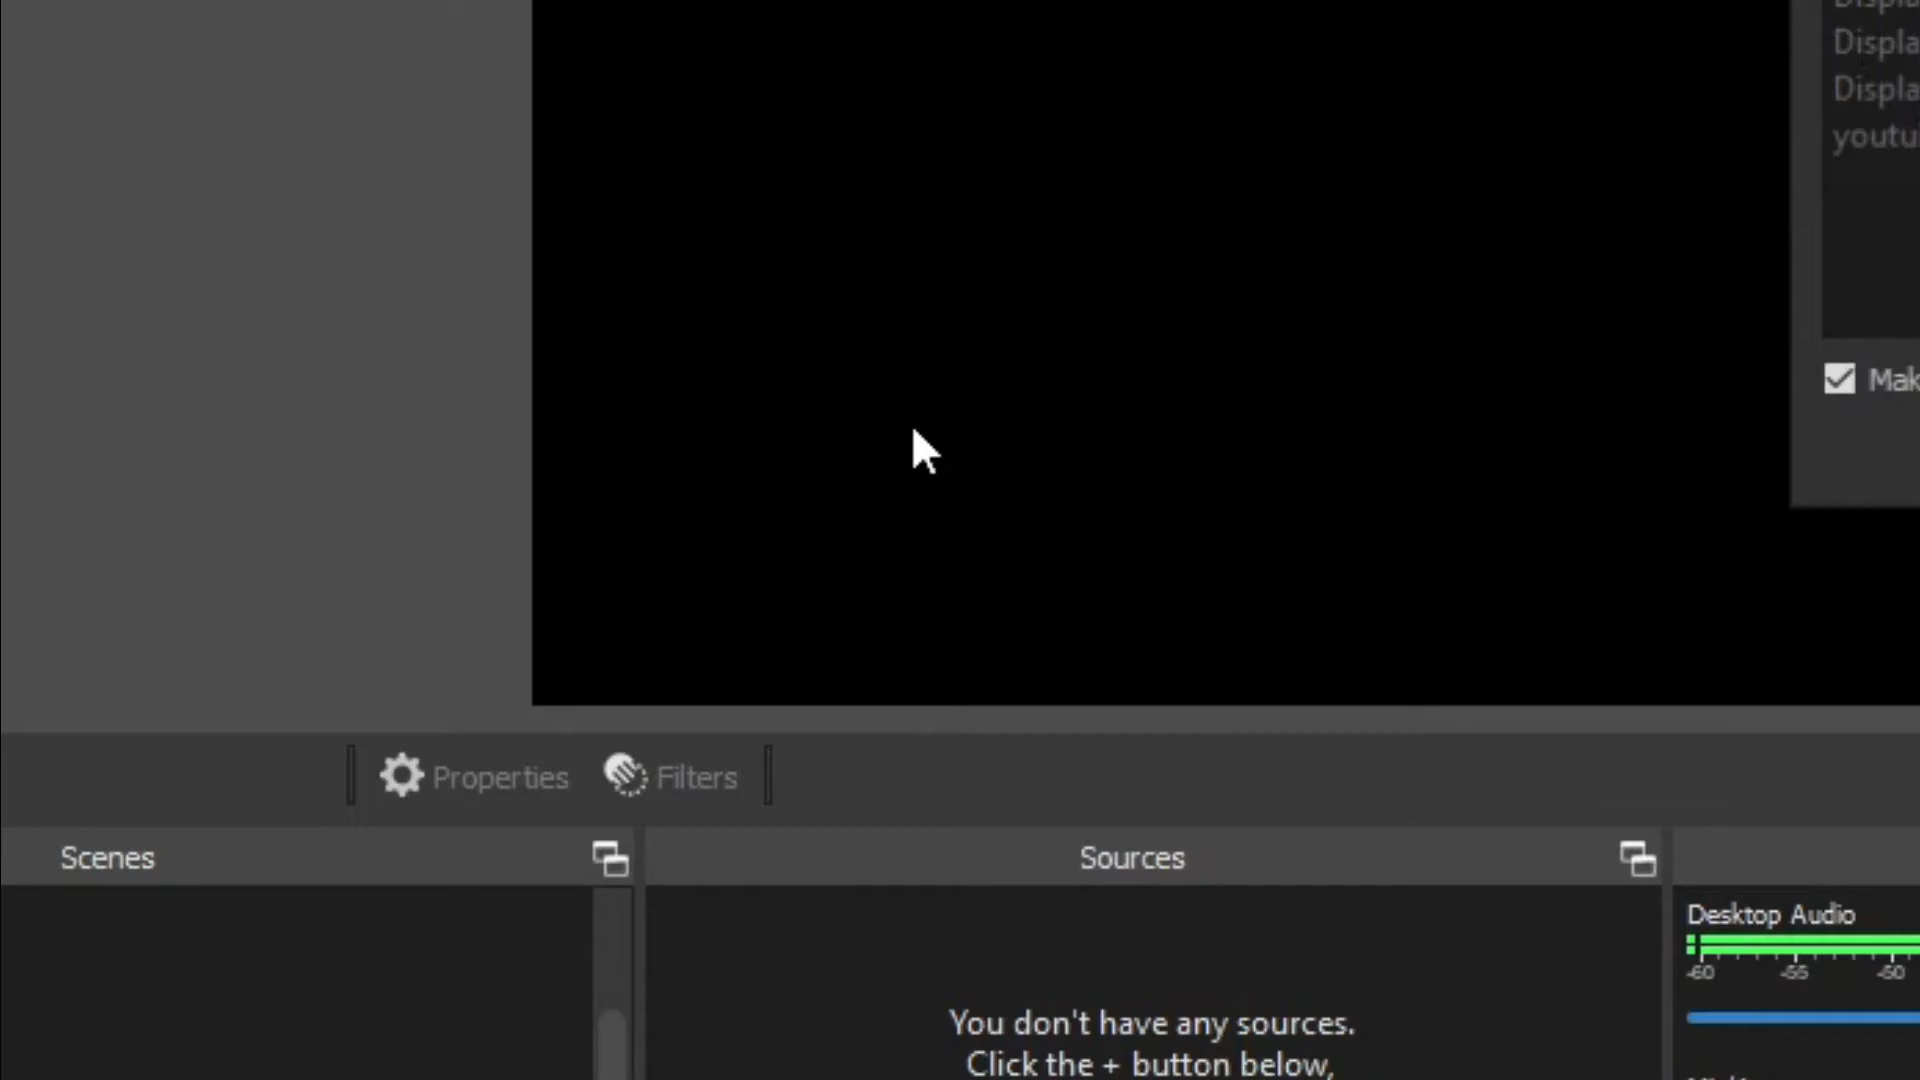 Displa
Displa
youtu
Mak
Properties
Filters
Scenes
Sources
Desktop Audio
-60 -55 -50
You don't have any sources.
Click the + button below,